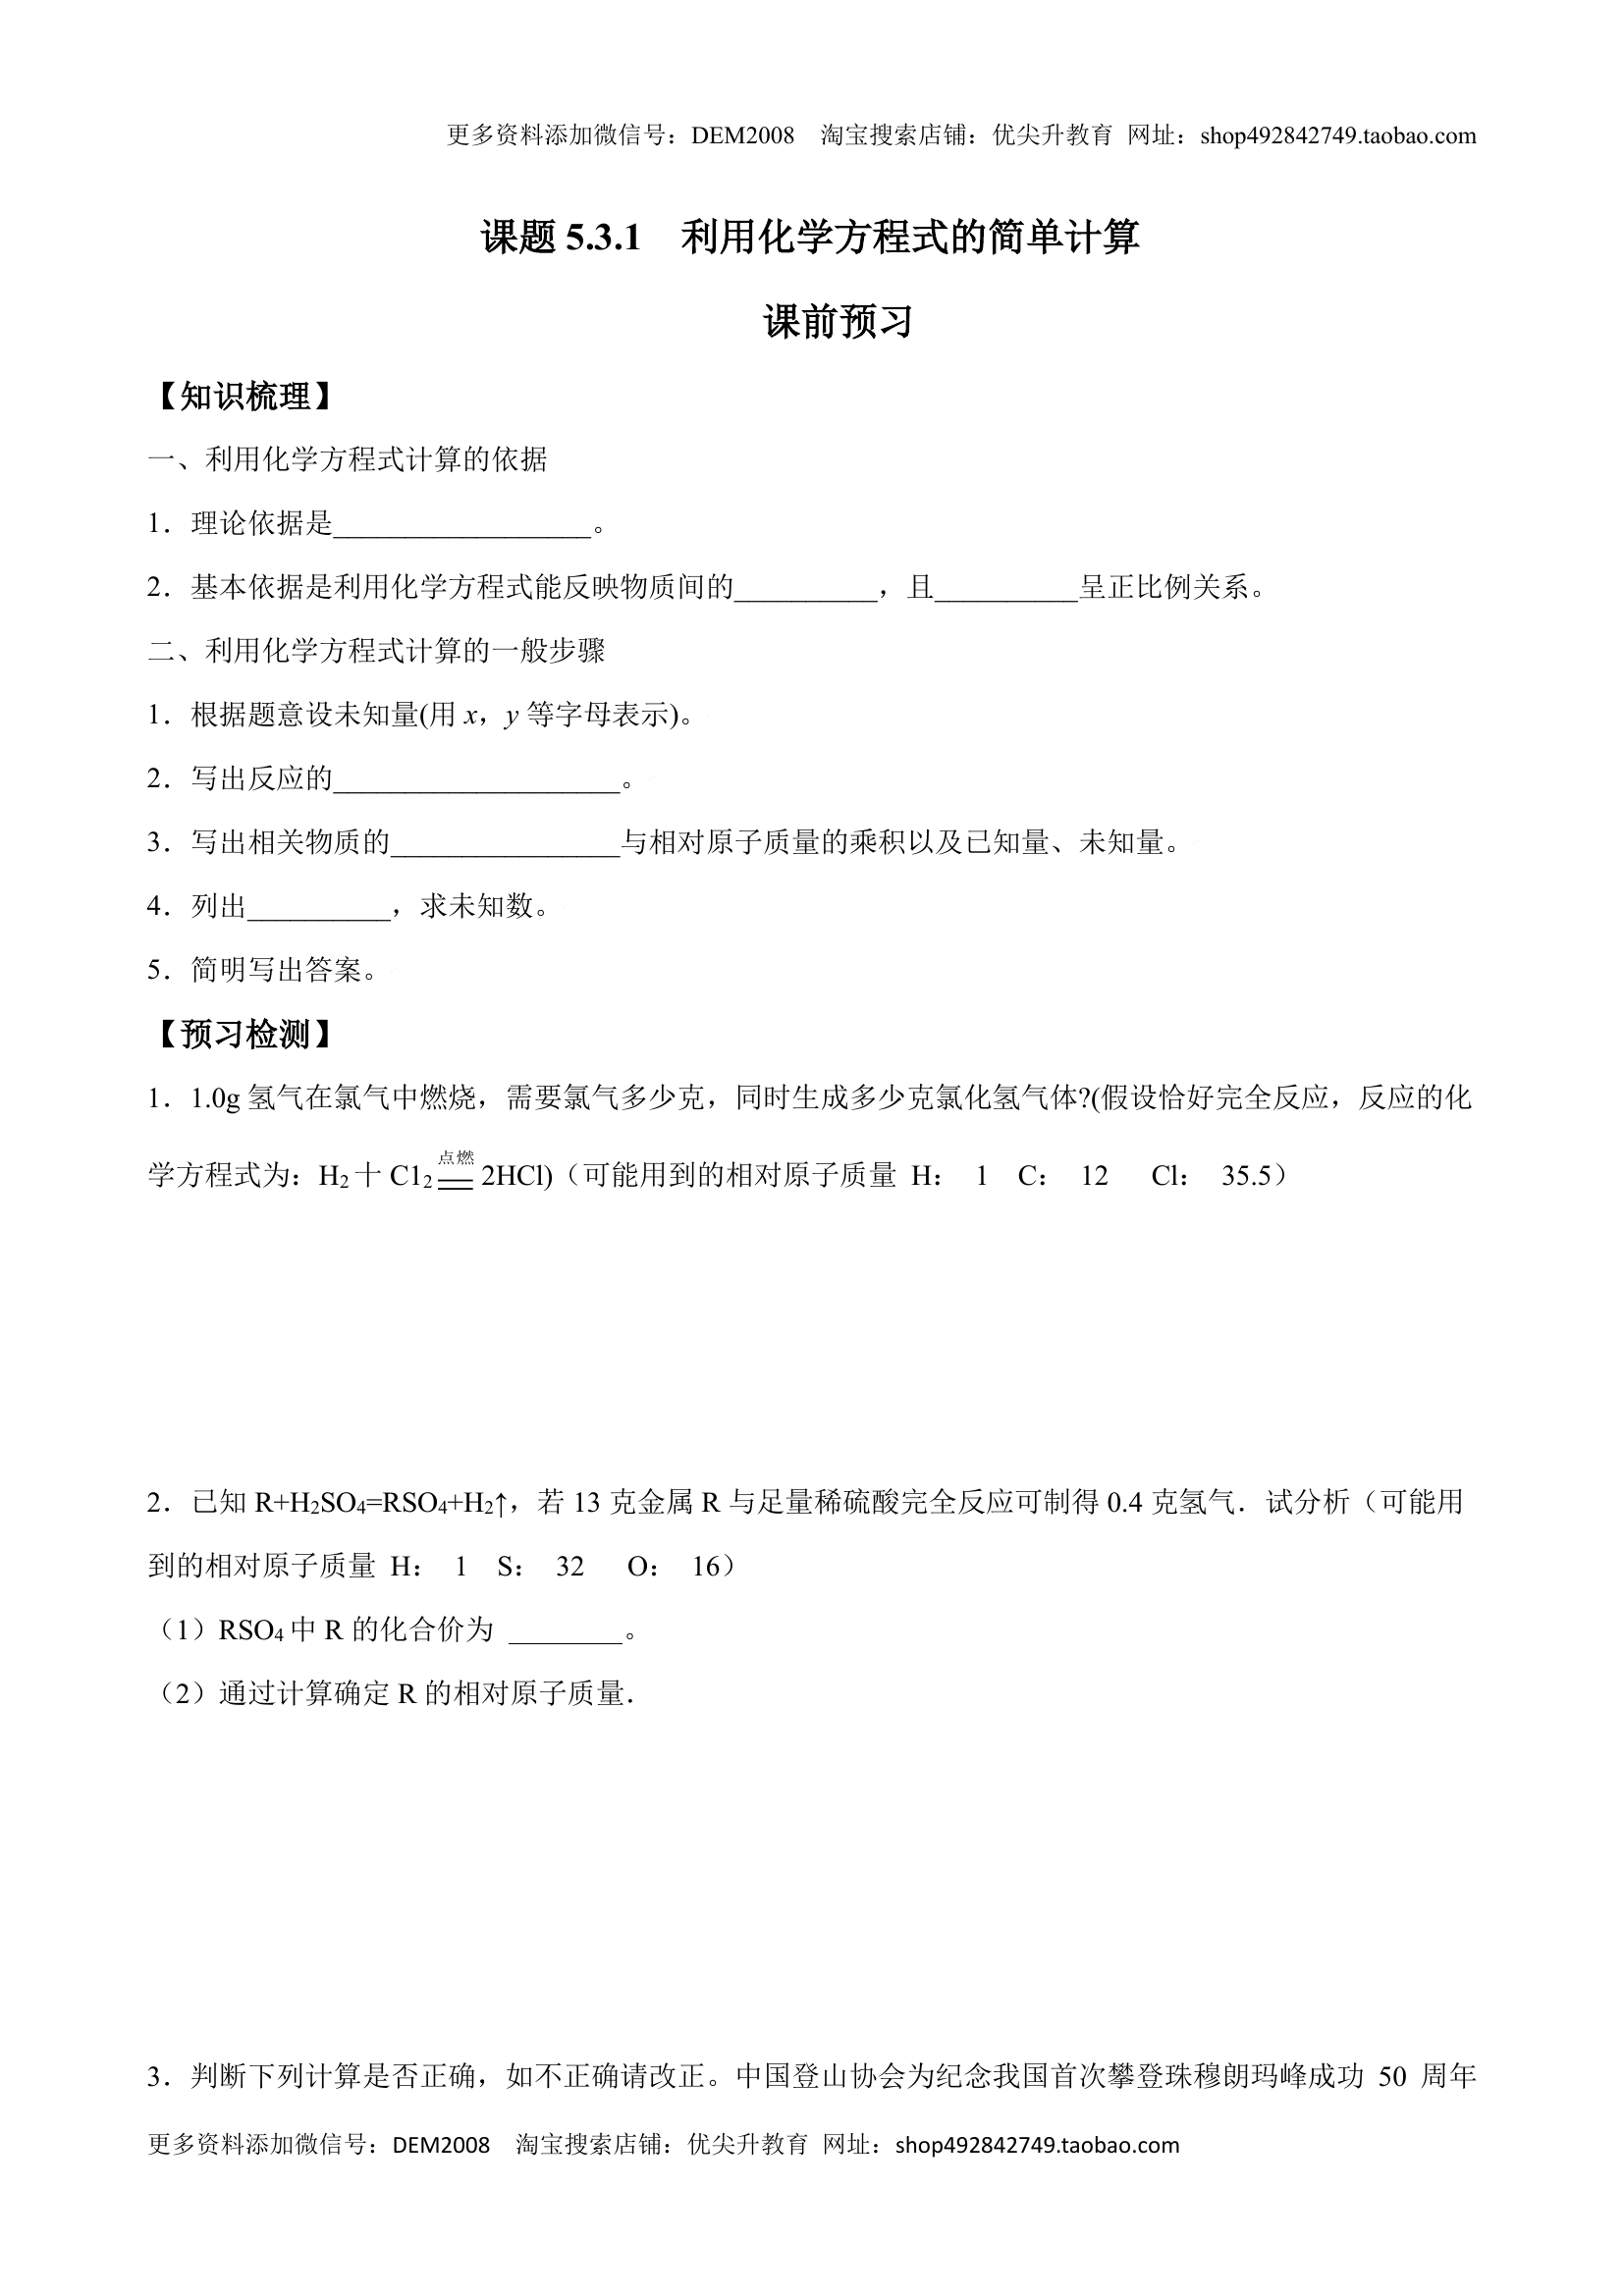 更多资料添加微信号：DEM2008 淘宝搜索店铺：优尖升教育 网址：shop492842749.taobao.com
课题 5.3.1 利用化学方程式的简单计算
课前预习
【知识梳理】
一、利用化学方程式计算的依据
1．理论依据是__________________。
2．基本依据是利用化学方程式能反映物质间的__________，且__________呈正比例关系。
二、利用化学方程式计算的一般步骤
1．根据题意设未知量(用 x，y 等字母表示)。
2．写出反应的____________________。
3．写出相关物质的________________与相对原子质量的乘积以及已知量、未知量。
4．列出__________，求未知数。
5．简明写出答案。
【预习检测】
1．1.0g 氢气在氯气中燃烧，需要氯气多少克，同时生成多少克氯化氢气体?(假设恰好完全反应，反应的化
学方程式为：H₂十 C1₂ 点燃══ 2HCl)（可能用到的相对原子质量 H： 1 C： 12 Cl： 35.5）
2．已知 R+H₂SO₄=RSO₄+H₂↑，若 13 克金属 R 与足量稀硫酸完全反应可制得 0.4 克氢气．试分析（可能用
到的相对原子质量 H： 1 S： 32 O： 16）
（1）RSO₄中 R 的化合价为 ________。
（2）通过计算确定 R 的相对原子质量．
3．判断下列计算是否正确，如不正确请改正。中国登山协会为纪念我国首次攀登珠穆朗玛峰成功 50 周年
更多资料添加微信号：DEM2008 淘宝搜索店铺：优尖升教育 网址：shop492842749.taobao.com